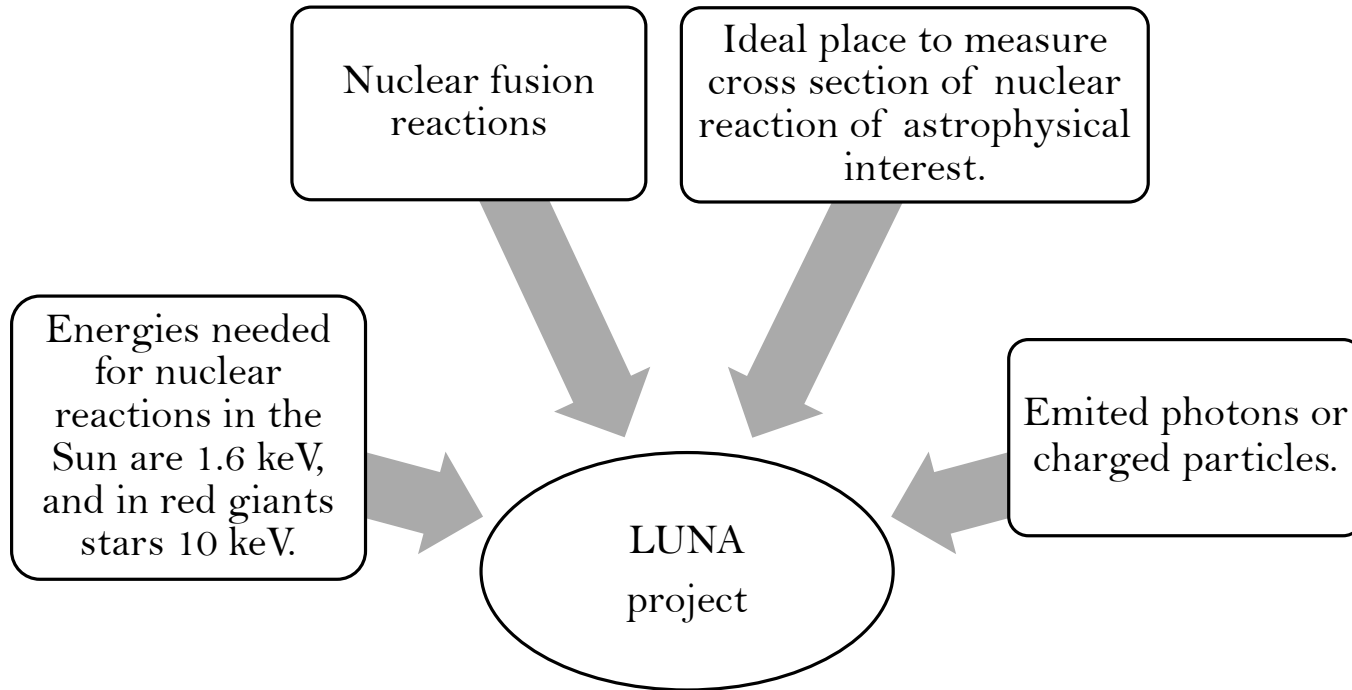 Nuclear fusion
reactions
Ideal place to measure
cross section of nuclear
reaction of astrophysical
interest.
Energies needed
for nuclear
reactions in the
Sun are 1.6 keV,
and in red giants
stars 10 keV.
Emited photons or
charged particles.
LUNA
project